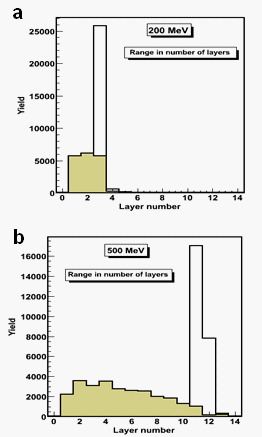 a
200 MeV
Range in number of layers
Yield
25000
20000
15000
10000
5000
0
0 2 4 6 8 10 12 14
Layer number
b
500 MeV
Range in number of layers
Yield
16000
14000
12000
10000
8000
6000
4000
2000
0
0 2 4 6 8 10 12 14
Layer number